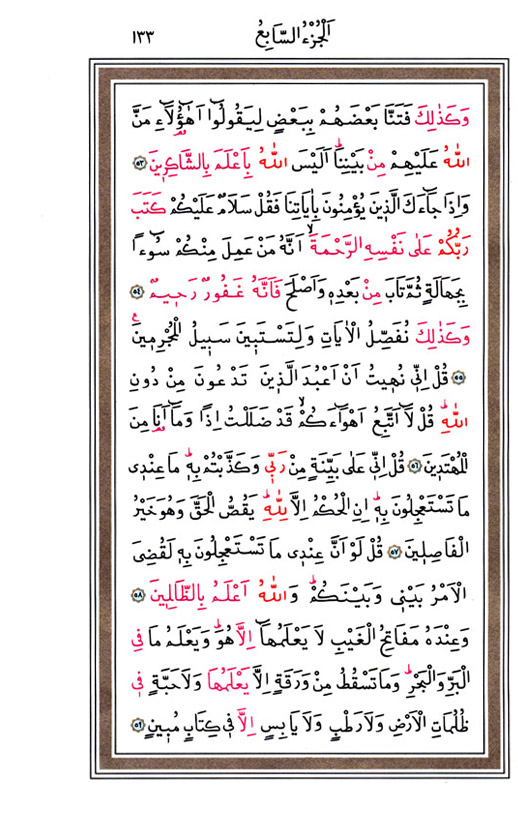 اَلْجُزْءُ السَّابِعُ ١٣٣
وَكَذٰلِكَ فَتَنَّا بَعْضَهُمْ بِبَعْضٍ لِيَقُولُٓوا اَهٰٓؤُ۬لَٓاءِ مَنَّ
اللّٰهُ عَلَيْهِمْ مِنْ بَيْنِنَاۜ اَلَيْسَ اللّٰهُ بِاَعْلَمَ بِالشَّاكِر۪ينَ ﴿٥٣﴾
وَاِذَا جَٓاءَكَ الَّذ۪ينَ يُؤْمِنُونَ بِاٰيَاتِنَا فَقُلْ سَلَامٌ عَلَيْكُمْ كَتَبَ
رَبُّكُمْ عَلٰى نَفْسِهِ الرَّحْمَةَۙ اَنَّهُ مَنْ عَمِلَ مِنْكُمْ سُٓوءًا
بِجَهَالَةٍ ثُمَّ تَابَ مِنْ بَعْدِه۪ وَاَصْلَحَ فَاَنَّهُ غَفُورٌ رَح۪يمٌ ﴿٥٤﴾
وَكَذٰلِكَ نُفَصِّلُ الْاٰيَاتِ وَلِتَسْتَب۪ينَ سَب۪يلُ الْمُجْرِم۪ينَ۟
﴿٥٥﴾ قُلْ اِنّ۪ي نُه۪يتُ اَنْ اَعْبُدَ الَّذ۪ينَ تَدْعُونَ مِنْ دُونِ
اللّٰهِۜ قُلْ لَٓا اَتَّبِعُ اَهْوَٓاءَكُمْۙ قَدْ ضَلَلْتُ اِذًا وَمَٓا اَنَا۬ مِنَ
الْمُهْتَد۪ينَ ﴿٥٦﴾ قُلْ اِنّ۪ي عَلٰى بَيِّنَةٍ مِنْ رَبّ۪ي وَكَذَّبْتُمْ بِه۪ۜ مَا عِنْد۪ي
مَا تَسْتَعْجِلُونَ بِه۪ۜ اِنِ الْحُكْمُ اِلَّا لِلّٰهِۜ يَقُصُّ الْحَقَّ وَهُوَ خَيْرُ
الْفَاصِل۪ينَ ﴿٥٧﴾ قُلْ لَوْ اَنَّ عِنْد۪ي مَا تَسْتَعْجِلُونَ بِه۪ لَقُضِيَ
الْاَمْرُ بَيْن۪ي وَبَيْنَكُمْۜ وَاللّٰهُ اَعْلَمُ بِالظَّالِم۪ينَ ﴿٥٨﴾
وَعِنْدَهُ مَفَاتِحُ الْغَيْبِ لَا يَعْلَمُهَٓا اِلَّا هُوَۜ وَيَعْلَمُ مَا فِي
الْبَرِّ وَالْبَحْرِۜ وَمَا تَسْقُطُ مِنْ وَرَقَةٍ اِلَّا يَعْلَمُهَا وَلَا حَبَّةٍ ف۪ي
ظُلُمَاتِ الْاَرْضِ وَلَا رَطْبٍ وَلَا يَابِسٍ اِلَّا ف۪ي كِتَابٍ مُب۪ينٍ ﴿٥٩﴾